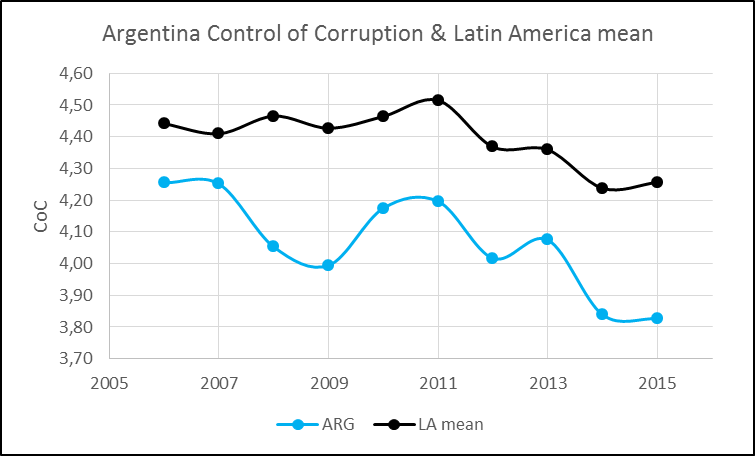 Argentina Control of Corruption & Latin America mean
4,60
4,50
4,40
4,30
4,20
4,10
4,00
3,90
3,80
3,70
CoC
2005 2007 2009 2011 2013 2015
ARG LA mean